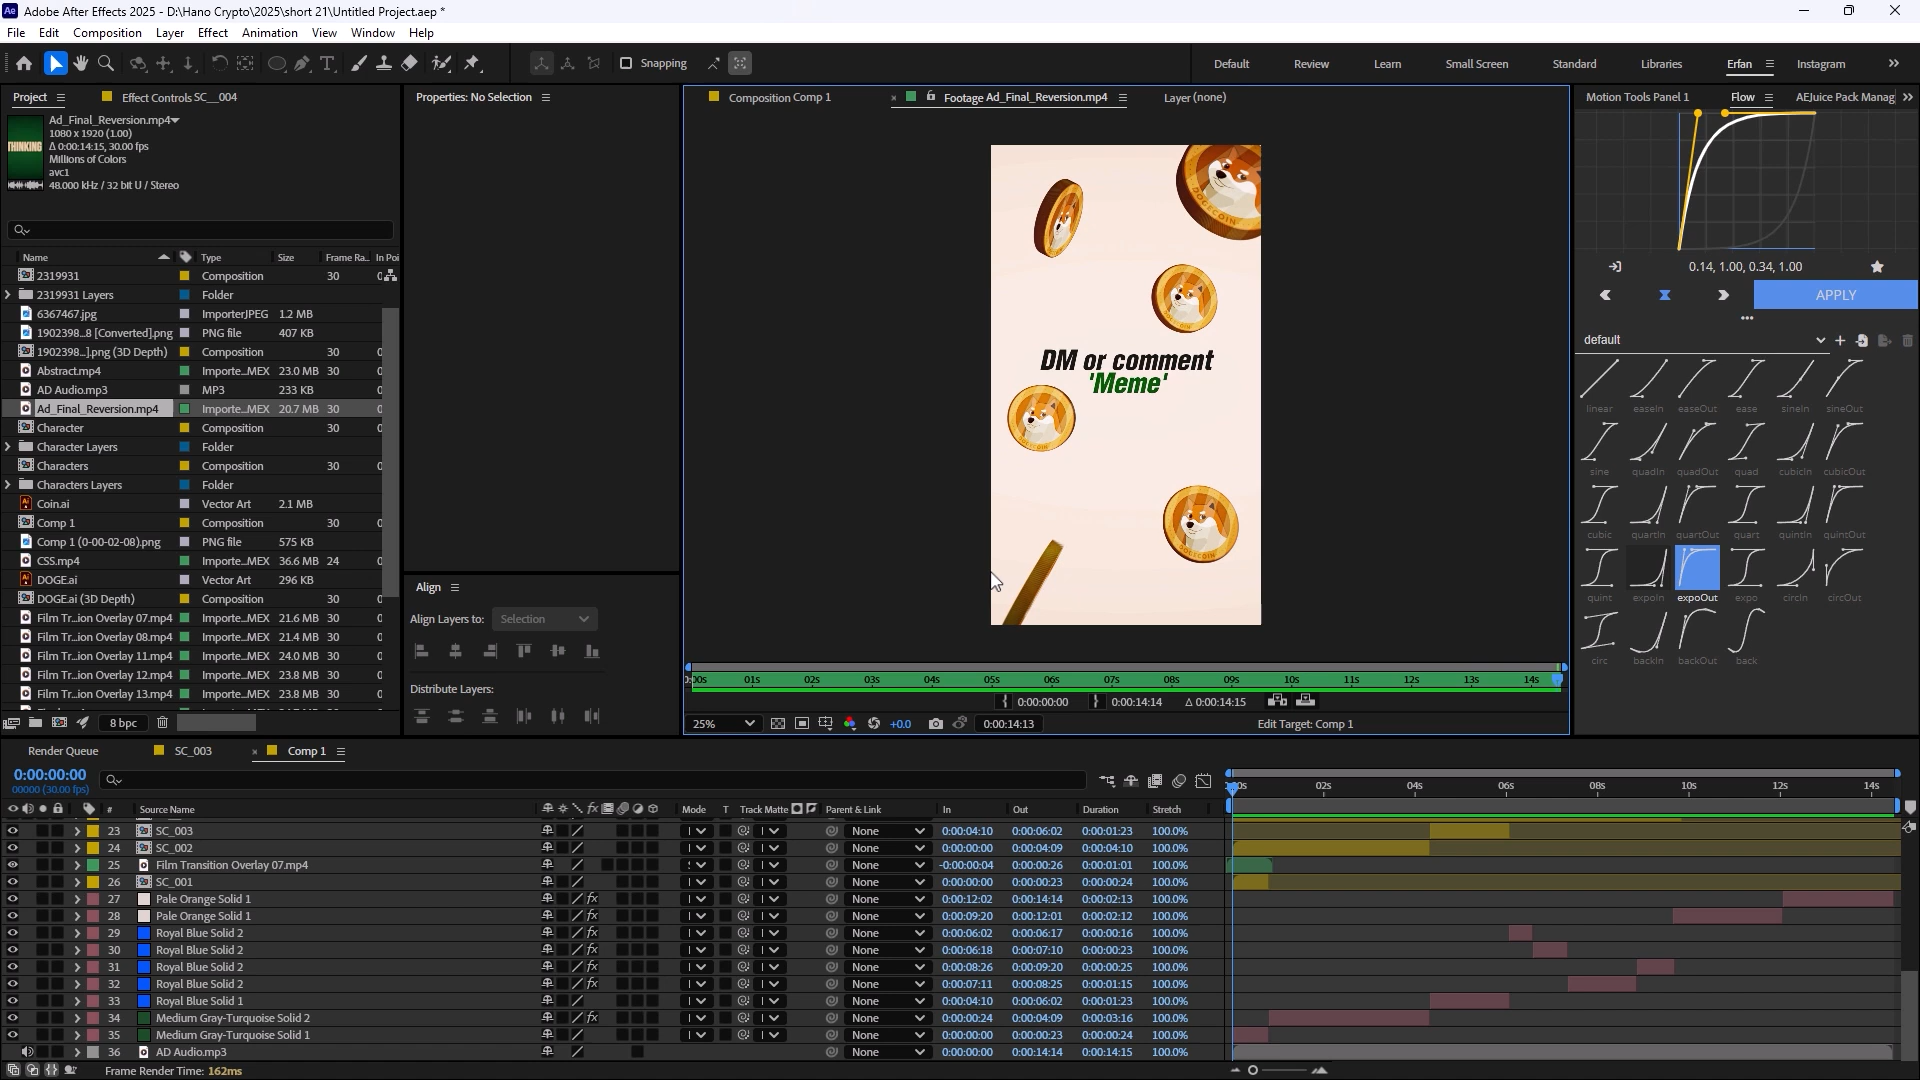 Adobe After Effects 2025 - D:\Hano Crypto\2025\short 21\Untitled Project.aep *
File Edit Composition Layer Effect Animation View Window Help
Snapping
Default Review Learn Small Screen Standard Libraries Erfan Instagram
Project Effect Controls SC__004
Ad_Final_Reversion.mp4
1080 x 1920 (1.00)
Δ 0:00:14:15, 30.00 fps
Millions of Colors
avc1
48.000 kHz / 32 bit U / Stereo
THINKING
Name Type Size Frame Ra... In Poi
2319931 Composition 30
2319931 Layers Folder
6367467.jpg ImporterJPEG 1.2 MB
1902398...8 [Converted].png PNG file 407 KB
1902398...].png (3D Depth) Composition 30
Abstract.mp4 Importe...MEX 23.0 MB 30
AD Audio.mp3 MP3 233 KB
Ad_Final_Reversion.mp4 Importe...MEX 20.7 MB 30
Character Composition 30
Character Layers Folder
Characters Composition 30
Characters Layers Folder
Coin.ai Vector Art 2.1 MB
Comp 1 Composition 30
Comp 1 (0-00-02-08).png PNG file 575 KB
CSS.mp4 Importe...MEX 36.6 MB 24
DOGE.ai Vector Art 296 KB
DOGE.ai (3D Depth) Composition 30
Film Tr...ion Overlay 07.mp4 Importe...MEX 21.6 MB 30
Film Tr...ion Overlay 08.mp4 Importe...MEX 21.4 MB 30
Film Tr...ion Overlay 11.mp4 Importe...MEX 24.0 MB 30
Film Tr...ion Overlay 12.mp4 Importe...MEX 23.8 MB 30
Film Tr...ion Overlay 13.mp4 Importe...MEX 23.8 MB 30
8 bpc
Properties: No Selection
Align
Align Layers to: Selection
Distribute Layers:
Composition Comp 1 Footage Ad_Final_Reversion.mp4 Layer (none)
DOGECOIN
DM or comment
'Meme'
DOGECOIN
00s 01s 02s 03s 04s 05s 06s 07s 08s 09s 10s 11s 12s 13s 14s
0:00:00:00 0:00:14:14 Δ 0:00:14:15
25% +0.0 0:00:14:13 Edit Target: Comp 1
Motion Tools Panel 1 Flow AEJuice Pack Manag
0.14, 1.00, 0.34, 1.00
APPLY
default
linear easeIn easeOut ease sineIn sineOut
sine quadIn quadOut quad cubicIn cubicOut
cubic quartIn quartOut quart quintIn quintOut
quint expoIn expoOut expo circIn circOut
circ backIn backOut back
Render Queue SC_003 Comp 1
0:00:00:00
00000 (30.00 fps)
# Source Name Mode T Track Matte Parent & Link In Out Duration Stretch
02s 04s 06s 08s 10s 12s 14s
23 SC_003 None 0:00:04:10 0:00:06:02 0:00:01:23 100.0%
24 SC_002 None 0:00:00:00 0:00:04:09 0:00:04:10 100.0%
25 Film Transition Overlay 07.mp4 None -0:00:00:04 0:00:00:26 0:00:01:01 100.0%
26 SC_001 None 0:00:00:00 0:00:00:23 0:00:00:24 100.0%
27 Pale Orange Solid 1 None 0:00:12:02 0:00:14:14 0:00:02:13 100.0%
28 Pale Orange Solid 1 None 0:00:09:20 0:00:12:01 0:00:02:12 100.0%
29 Royal Blue Solid 2 None 0:00:06:02 0:00:06:17 0:00:00:16 100.0%
30 Royal Blue Solid 2 None 0:00:06:18 0:00:07:10 0:00:00:23 100.0%
31 Royal Blue Solid 2 None 0:00:08:26 0:00:09:20 0:00:00:25 100.0%
32 Royal Blue Solid 2 None 0:00:07:11 0:00:08:25 0:00:01:15 100.0%
33 Royal Blue Solid 1 None 0:00:04:10 0:00:06:02 0:00:01:23 100.0%
34 Medium Gray-Turquoise Solid 2 None 0:00:00:24 0:00:04:09 0:00:03:16 100.0%
35 Medium Gray-Turquoise Solid 1 None 0:00:00:00 0:00:00:23 0:00:00:24 100.0%
36 AD Audio.mp3 None 0:00:00:00 0:00:14:14 0:00:14:15 100.0%
Frame Render Time: 162ms